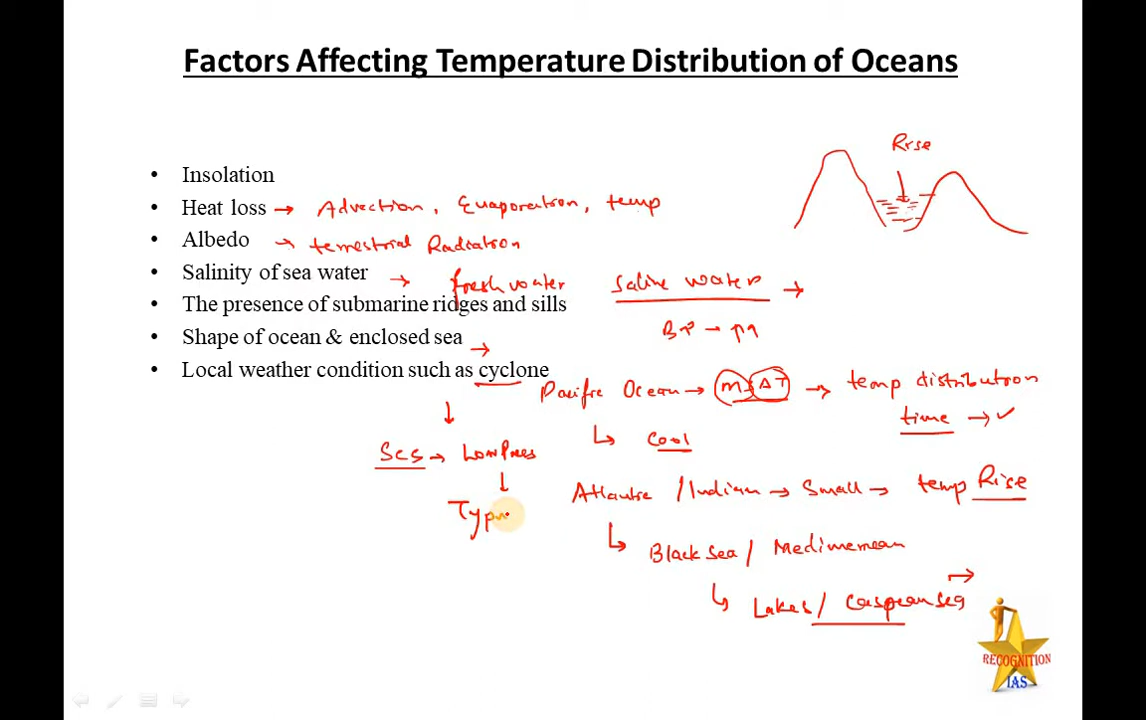 Factors Affecting Temperature Distribution of Oceans
Rise
• Insolation
• Heat loss → Advection, Evaporation, temp
• Albedo → terrestrial Radiation
• Salinity of sea water → fresh water Saline water →
• The presence of submarine ridges and sills
BP → ↑↑
• Shape of ocean & enclosed sea →
• Local weather condition such as cyclone
Pacific Ocean → → temp distribution
time → ✓
↳ Cool
SCS → Low Pres
Atlantic / Indian → Small → temp Rise
Typ
↳ Black Sea /
↳ Lakes / Caspean Sea
RECOGNITION
IAS